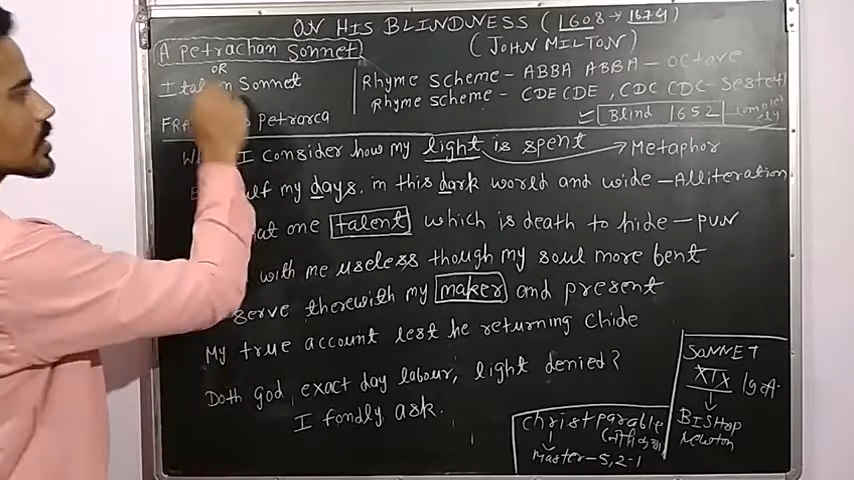 ON HIS BLINDNESS (1608 → 1674)
(JOHN MILTON)
A Petrachan Sonnet
OR
Italian Sonnet
FRA Petrarca
Rhyme Scheme - ABBA ABBA - Octave
Rhyme scheme - CDE CDE, CDC CDC - Sestet
✓ Blind 1652 completely
I consider how my light is spent → Metaphor
my days, in this dark world and wide - Alliteration
one talent which is death to hide - PUN
with me useless though my soul more bent
serve therewith my maker and present
My true account lest he returning chide
Doth god, exact day labour, light denied?
I fondly ask.
Christ parable
Master - 5, 2-1
SONNET
XIX
BISHop
Newton